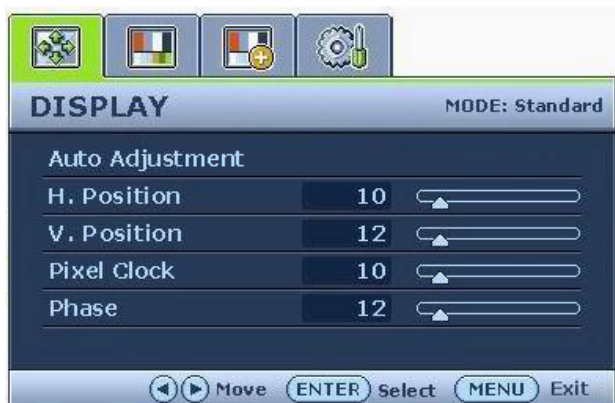 DISPLAY MODE: Standard
Auto Adjustment
H. Position 10
V. Position 12
Pixel Clock 10
Phase 12
Move ENTER Select MENU Exit